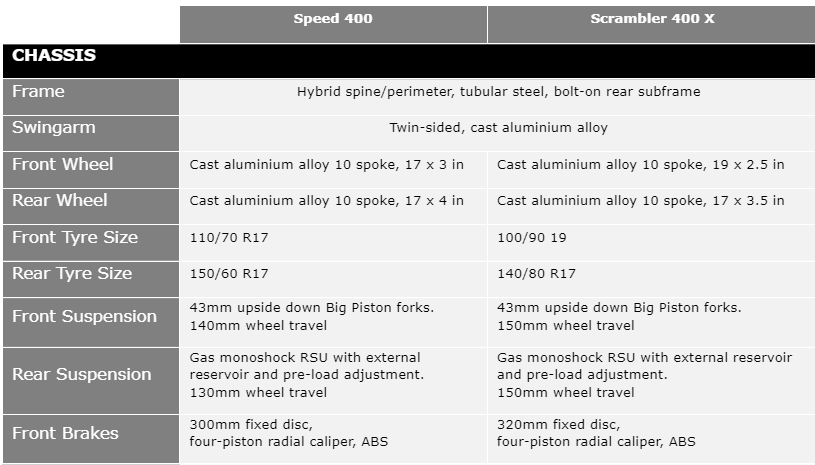 Speed 400 Scrambler 400 X
CHASSIS
Frame Hybrid spine/perimeter, tubular steel, bolt-on rear subframe
Swingarm Twin-sided, cast aluminium alloy
Front Wheel Cast aluminium alloy 10 spoke, 17 x 3 in Cast aluminium alloy 10 spoke, 19 x 2.5 in
Rear Wheel Cast aluminium alloy 10 spoke, 17 x 4 in Cast aluminium alloy 10 spoke, 17 x 3.5 in
Front Tyre Size 110/70 R17 100/90 19
Rear Tyre Size 150/60 R17 140/80 R17
Front Suspension
43mm upside down Big Piston forks.
140mm wheel travel
43mm upside down Big Piston forks.
150mm wheel travel
Rear Suspension
Gas monoshock RSU with external
reservoir and pre-load adjustment.
130mm wheel travel
Gas monoshock RSU with external reservoir
and pre-load adjustment.
150mm wheel travel
Front Brakes
300mm fixed disc,
four-piston radial caliper, ABS
320mm fixed disc,
four-piston radial caliper, ABS